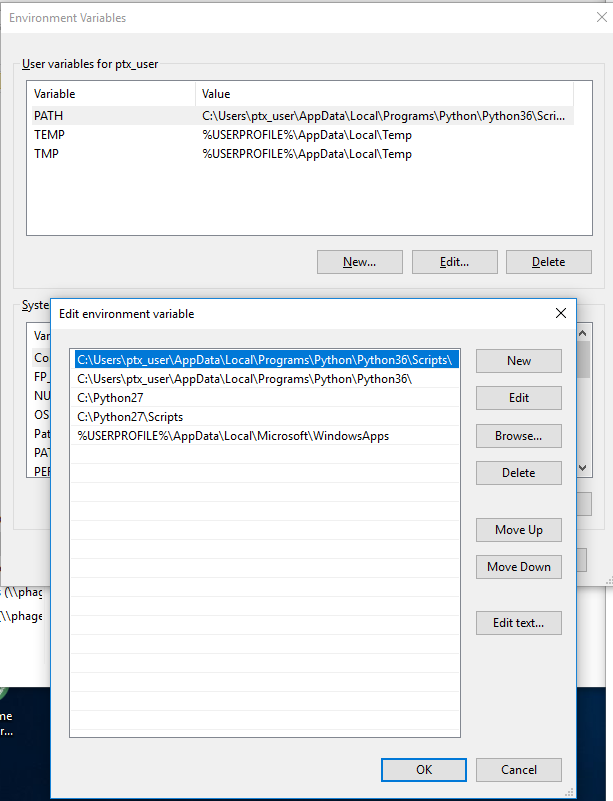 Environment Variables
User variables for ptx_user
Variable Value
PATH C:\Users\ptx_user\AppData\Local\Programs\Python\Python36\Scri...
TEMP %USERPROFILE%\AppData\Local\Temp
TMP %USERPROFILE%\AppData\Local\Temp
New... Edit... Delete
Syste
Edit environment variable
Var
Co
FP_
NU
OS
Pat
PAT
PER
C:\Users\ptx_user\AppData\Local\Programs\Python\Python36\Scripts\
C:\Users\ptx_user\AppData\Local\Programs\Python\Python36\
C:\Python27
C:\Python27\Scripts
%USERPROFILE%\AppData\Local\Microsoft\WindowsApps
New
Edit
Browse...
Delete
Move Up
Move Down
Edit text...
OK Cancel
(\\phage
(\\phage
me
r...